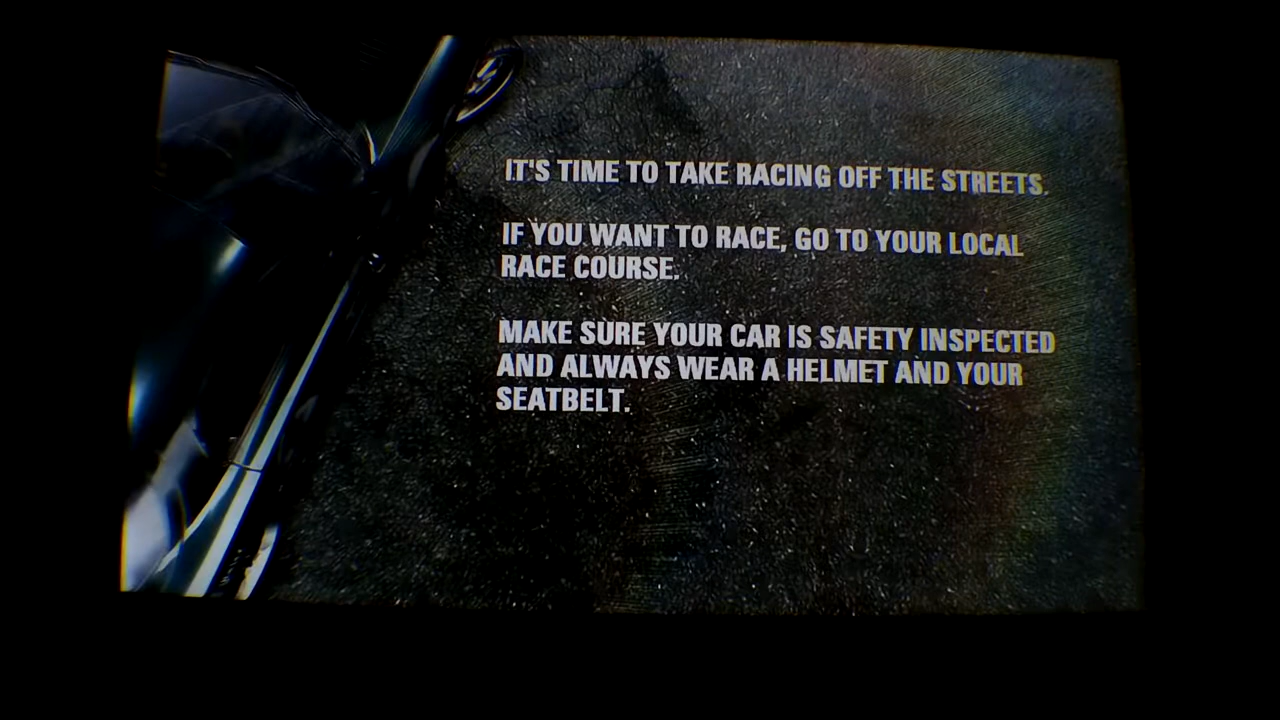 IT'S TIME TO TAKE RACING OFF THE STREETS.
IF YOU WANT TO RACE, GO TO YOUR LOCAL
RACE COURSE.
MAKE SURE YOUR CAR IS SAFETY INSPECTED
AND ALWAYS WEAR A HELMET AND YOUR
SEATBELT.